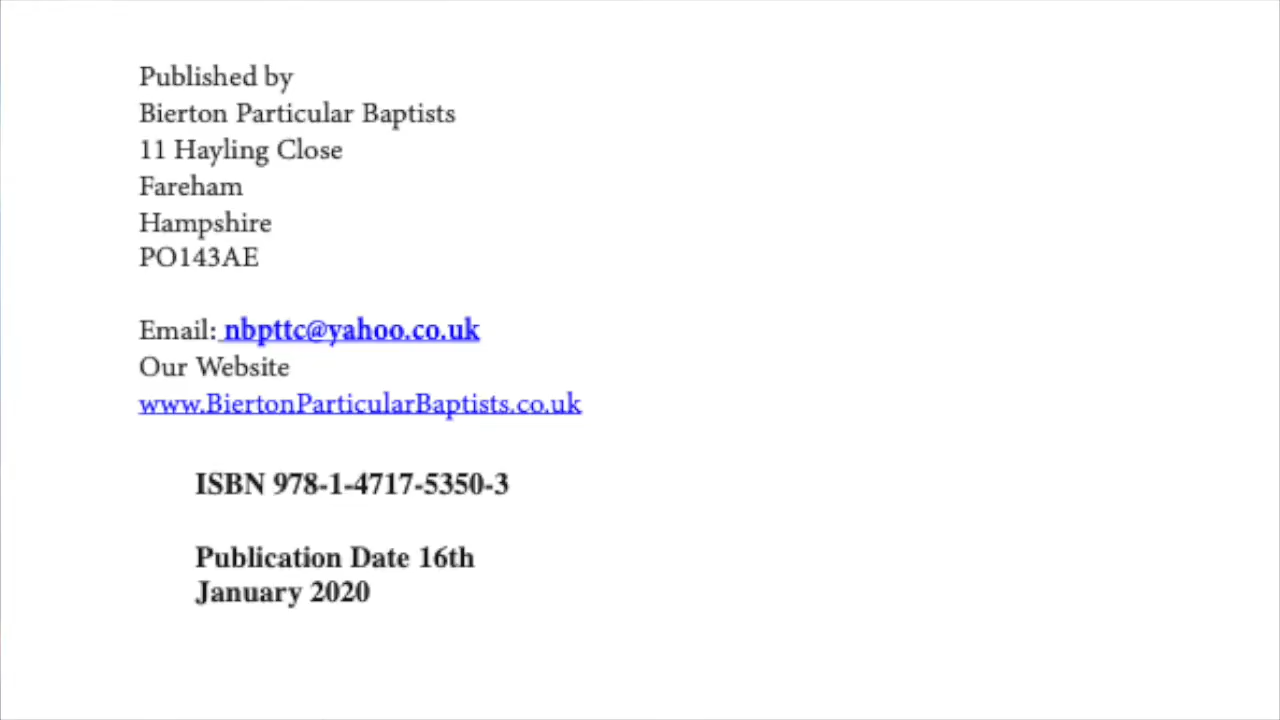 Published by
Bierton Particular Baptists
11 Hayling Close
Fareham
Hampshire
PO143AE
Email: nbpttc@yahoo.co.uk
Our Website
www.BiertonParticularBaptists.co.uk
ISBN 978-1-4717-5350-3
Publication Date 16th
January 2020